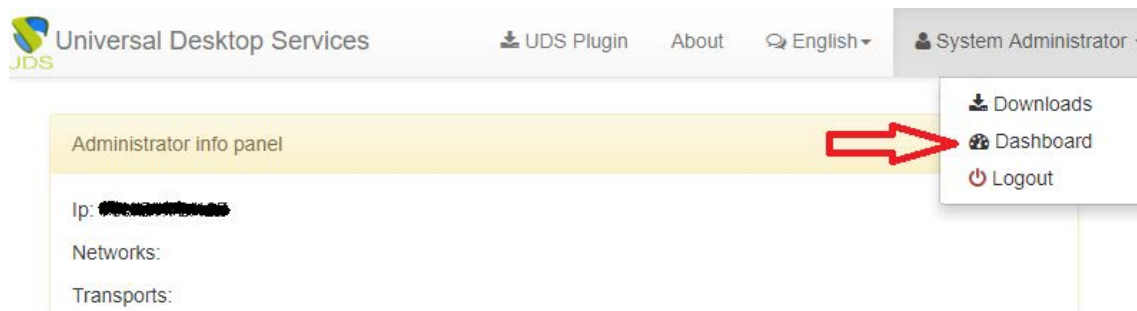 UDS
Universal Desktop Services UDS Plugin About English System Administrator
Downloads
Dashboard
Logout
Administrator info panel
Ip:
Networks:
Transports: